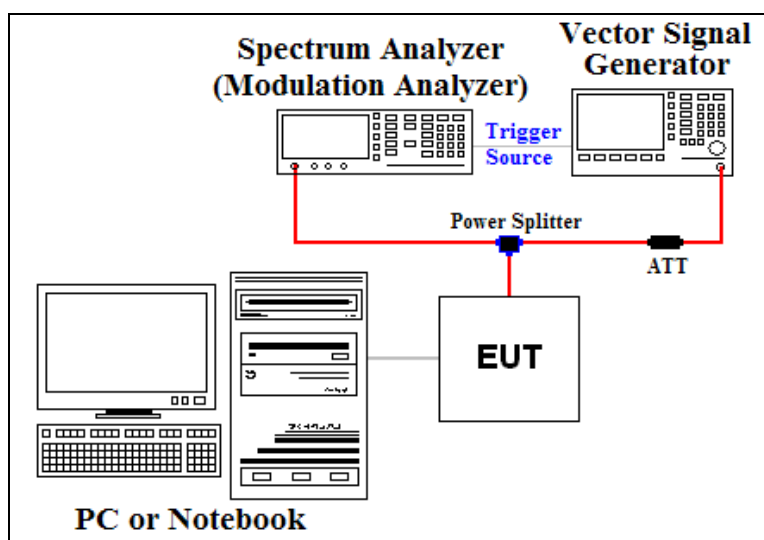 Spectrum Analyzer
(Modulation Analyzer)
Vector Signal
Generator
Trigger
Source
Power Splitter
ATT
EUT
PC or Notebook